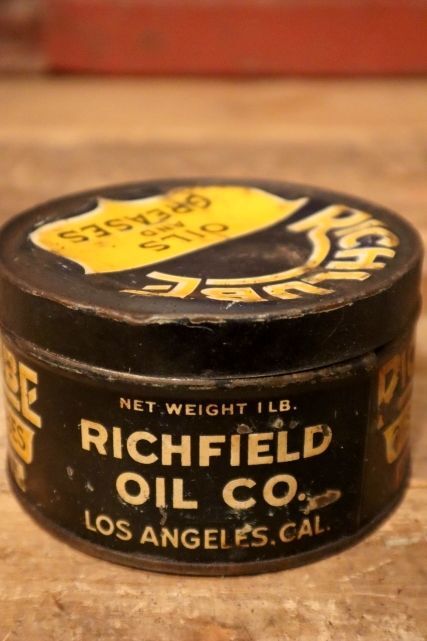 RICHLUBE
OILS
AND
GREASES
NET WEIGHT 1 LB.
RICHFIELD
OIL CO.
LOS ANGELES, CAL.